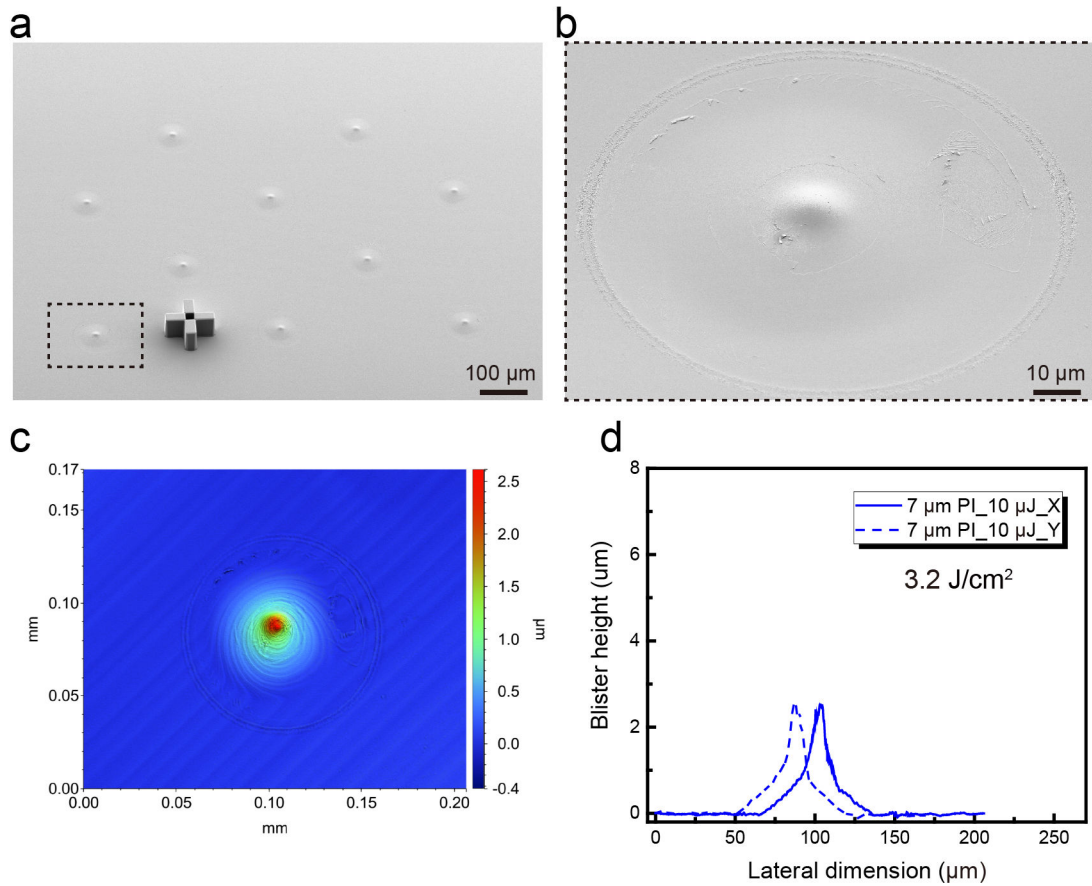 a
b
100 µm
10 µm
c
d
0.17
0.15
0.10
0.05
0.00
mm
0.00
0.05
0.10
0.15
0.20
mm
2.5
2.0
1.5
1.0
0.5
0.0
-0.4
µm
8
6
4
2
0
Blister height (um)
7 µm PI_10 µJ_X
7 µm PI_10 µJ_Y
3.2 J/cm²
0
50
100
150
200
250
Lateral dimension (µm)